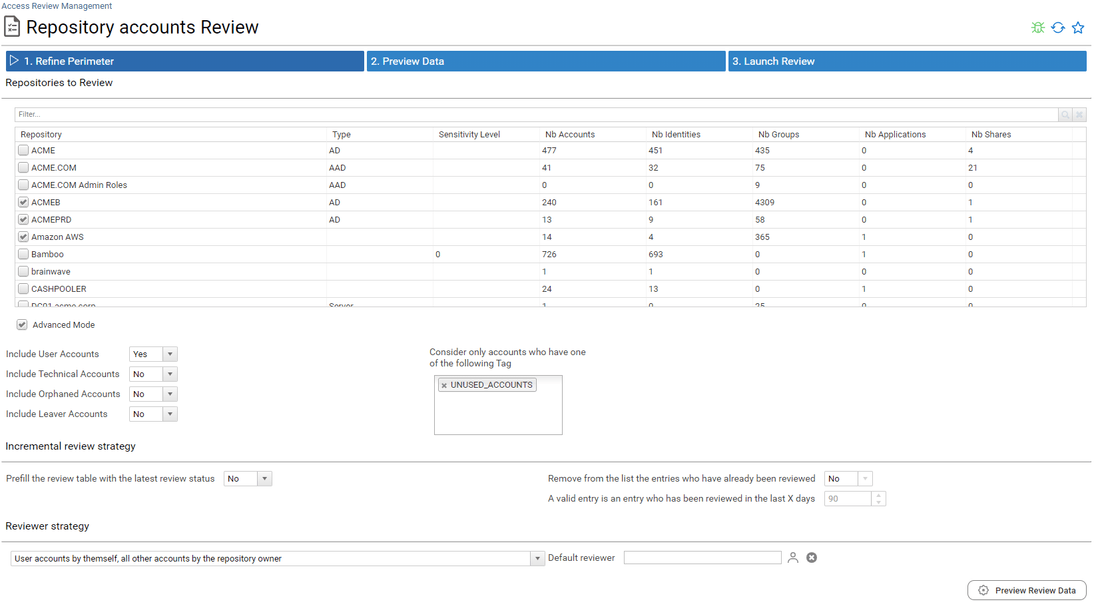 Access Review Management
Repository accounts Review
1. Refine Perimeter 2. Preview Data 3. Launch Review
Repositories to Review
Filter...
Repository Type Sensitivity Level Nb Accounts Nb Identities Nb Groups Nb Applications Nb Shares
ACME AD 477 451 435 0 4
ACME.COM AAD 41 32 75 0 21
ACME.COM Admin Roles AAD 0 0 9 0 0
ACMEB AD 240 161 4309 0 1
ACMEPRD AD 13 9 58 0 1
Amazon AWS 14 4 365 1 0
Bamboo 0 726 693 0 1 0
brainwave 1 1 0 0 0
CASHPOOLER 24 13 0 1 0
DC01.acme.corp Server 1 0 25 0 0
Advanced Mode
Include User Accounts Yes
Include Technical Accounts No
Include Orphaned Accounts No
Include Leaver Accounts No
Consider only accounts who have one
of the following Tag
UNUSED_ACCOUNTS
Incremental review strategy
Prefill the review table with the latest review status No
Remove from the list the entries who have already been reviewed No
A valid entry is an entry who has been reviewed in the last X days 90
Reviewer strategy
User accounts by themself, all other accounts by the repository owner
Default reviewer
Preview Review Data